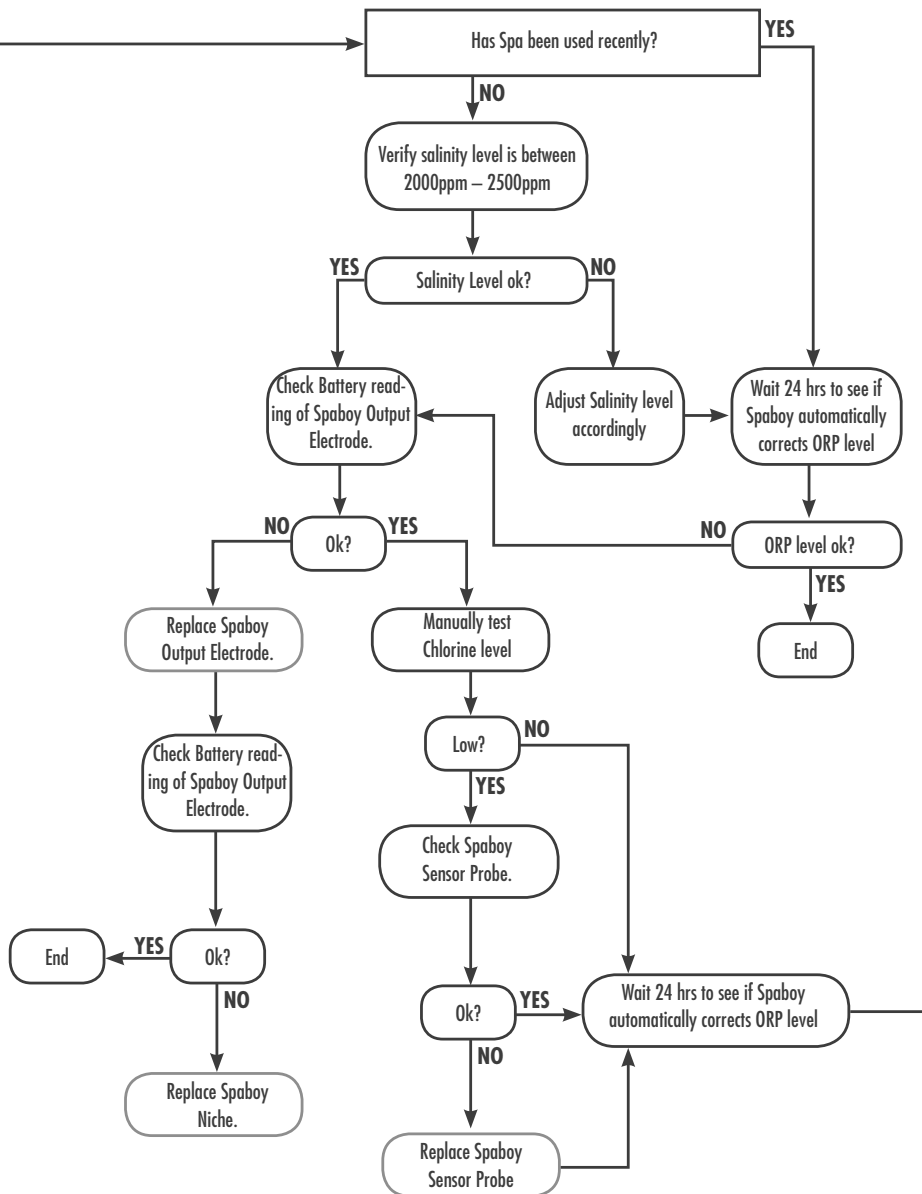 Has Spa been used recently?
YES
NO
Verify salinity level is between
2000ppm – 2500ppm
YES
Salinity Level ok?
NO
Check Battery read-
ing of Spaboy Output
Electrode.
Adjust Salinity level
accordingly
Wait 24 hrs to see if
Spaboy automatically
corrects ORP level
NO
Ok?
YES
NO
ORP level ok?
YES
End
Replace Spaboy
Output Electrode.
Manually test
Chlorine level
Check Battery read-
ing of Spaboy Output
Electrode.
Low?
NO
YES
Check Spaboy
Sensor Probe.
End
YES
Ok?
NO
Ok?
YES
NO
Wait 24 hrs to see if Spaboy
automatically corrects ORP level
Replace Spaboy
Niche.
Replace Spaboy
Sensor Probe